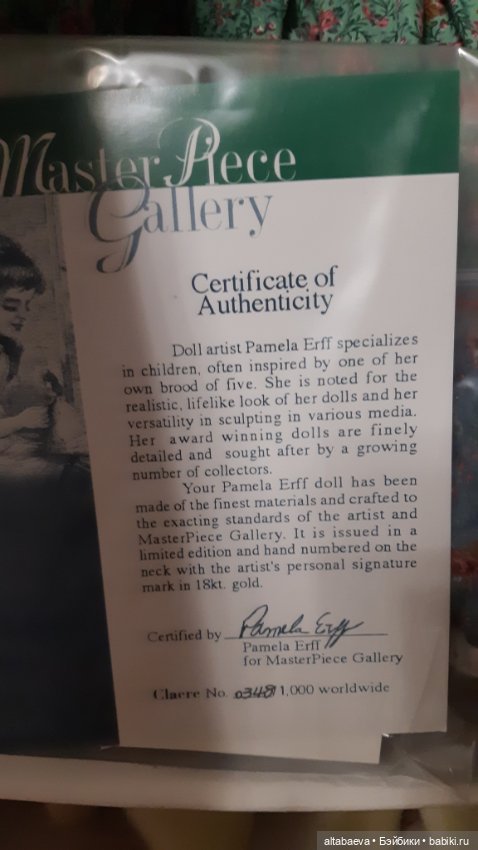 MasterPiece
Gallery
Certificate of
Authenticity
Doll artist Pamela Erff specializes
in children, often inspired by one of her
own brood of five. She is noted for the
realistic, lifelike look of her dolls and her
versatility in sculpting in various media.
Her award winning dolls are finely
detailed and sought after by a growing
number of collectors.
Your Pamela Erff doll has been
made of the finest materials and crafted to
the exacting standards of the artist and
MasterPiece Gallery. It is issued in a
limited edition and hand numbered on the
neck with the artist's personal signature
mark in 18kt. gold.
Certified by Pamela Erff
Pamela Erff
for MasterPiece Gallery
No. 0348 1,000 worldwide
altabaeva • Бэйбики • babiki.ru